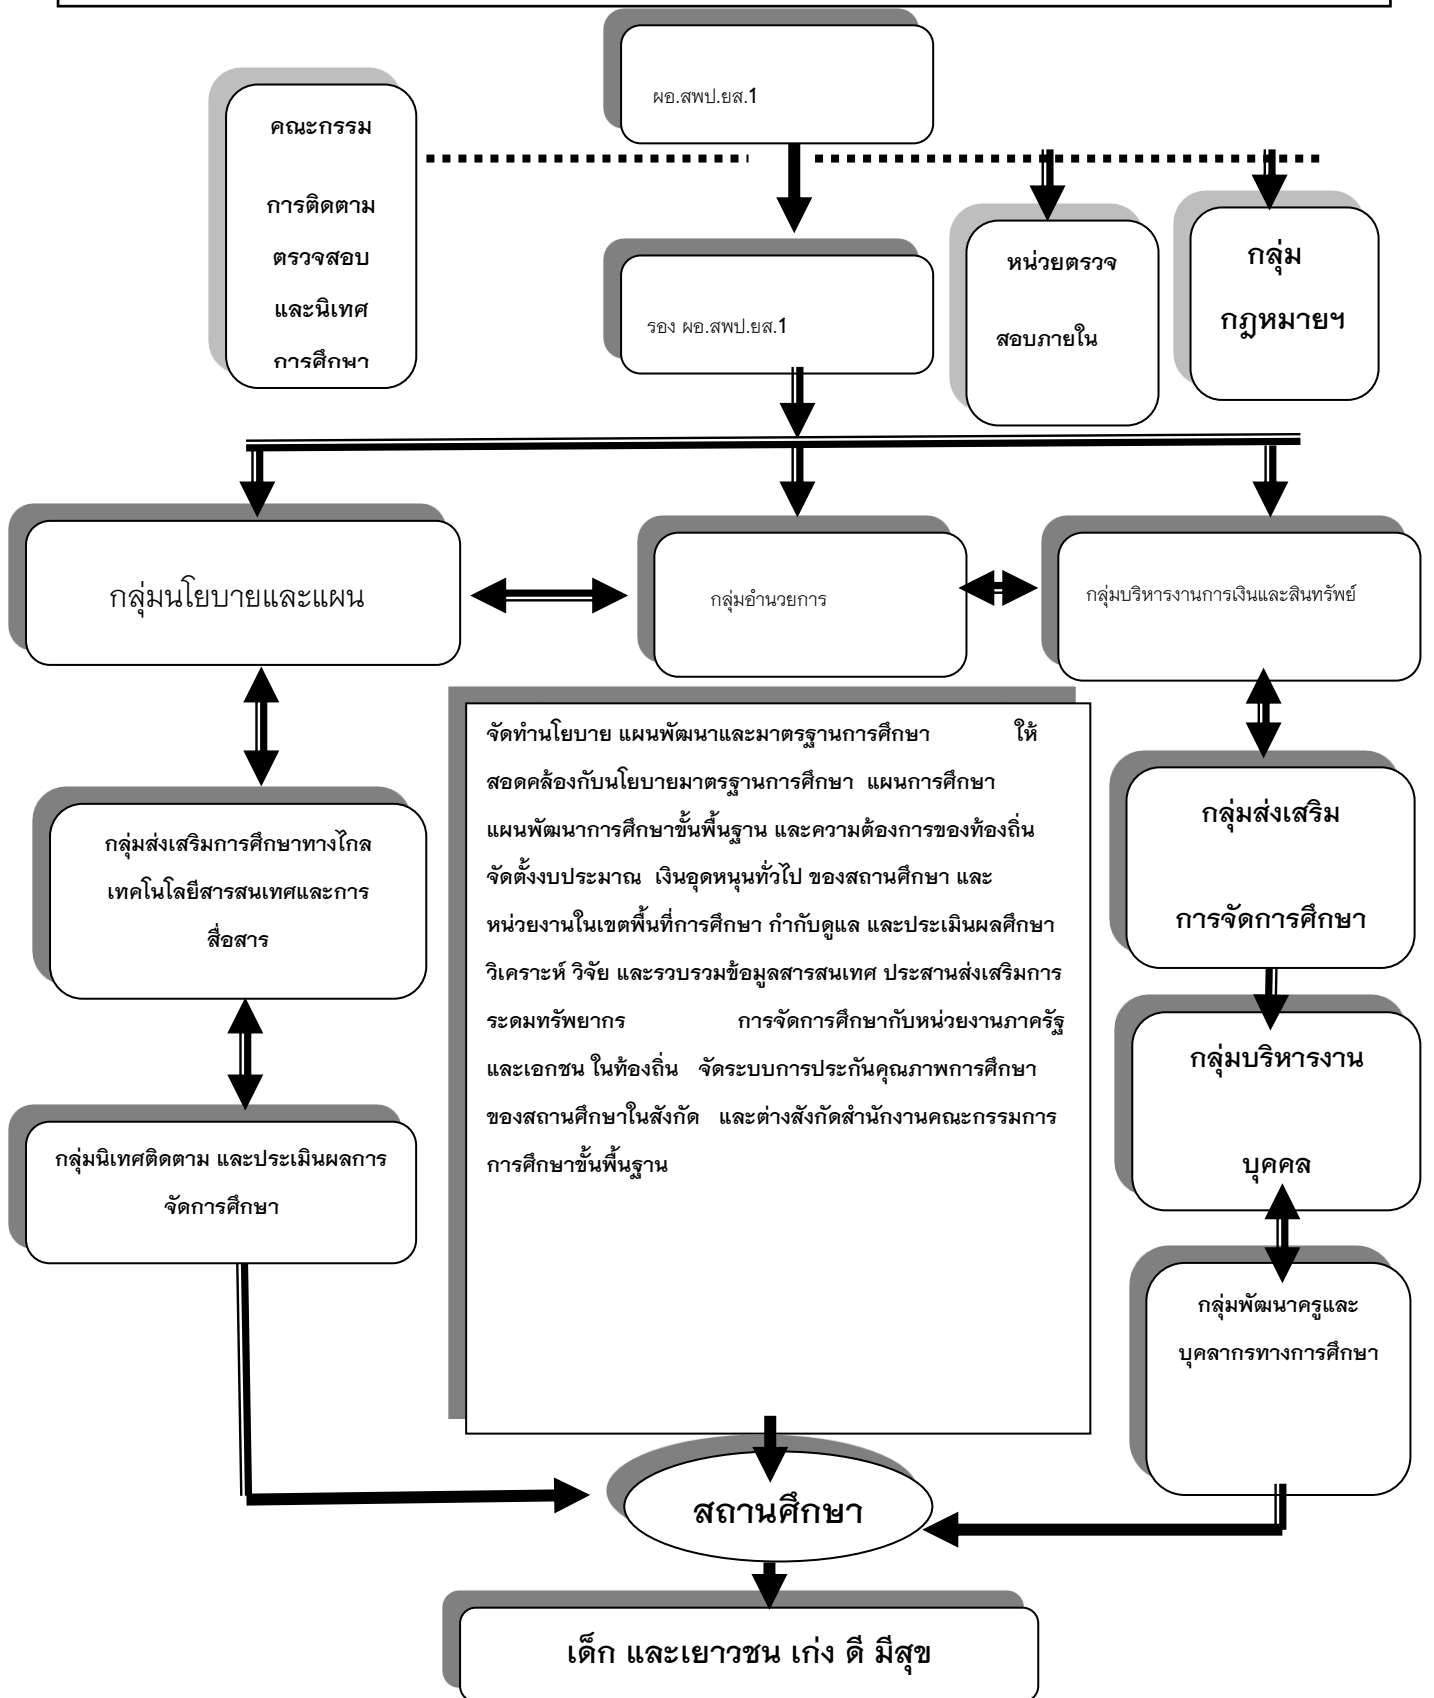 ผอ.สพป.ยส.1
คณะกรรม
การติดตาม
ตรวจสอบ
และนิเทศ
การศึกษา
รอง ผอ.สพป.ยส.1
หน่วยตรวจ
สอบภายใน
กลุ่ม
กฎหมายฯ
กลุ่มนโยบายและแผน
กลุ่มอำนวยการ
กลุ่มบริหารงานการเงินและสินทรัพย์
กลุ่มส่งเสริมการศึกษาทางไกล
เทคโนโลยีสารสนเทศและการ
สื่อสาร
กลุ่มนิเทศติดตาม และประเมินผลการ
จัดการศึกษา
จัดทำนโยบาย แผนพัฒนาและมาตรฐานการศึกษา ให้
สอดคล้องกับนโยบายมาตรฐานการศึกษา แผนการศึกษา
แผนพัฒนาการศึกษาขั้นพื้นฐาน และความต้องการของท้องถิ่น
จัดตั้งงบประมาณ เงินอุดหนุนทั่วไป ของสถานศึกษา และ
หน่วยงานในเขตพื้นที่การศึกษา กำกับดูแล และประเมินผลศึกษา
วิเคราะห์ วิจัย และรวบรวมข้อมูลสารสนเทศ ประสานส่งเสริมการ
ระดมทรัพยากร การจัดการศึกษากับหน่วยงานภาครัฐ
และเอกชน ในท้องถิ่น จัดระบบการประกันคุณภาพการศึกษา
ของสถานศึกษาในสังกัด และต่างสังกัดสำนักงานคณะกรรมการ
การศึกษาขั้นพื้นฐาน
กลุ่มส่งเสริม
การจัดการศึกษา
กลุ่มบริหารงาน
บุคคล
กลุ่มพัฒนาครูและ
บุคลากรทางการศึกษา
สถานศึกษา
เด็ก และเยาวชน เก่ง ดี มีสุข